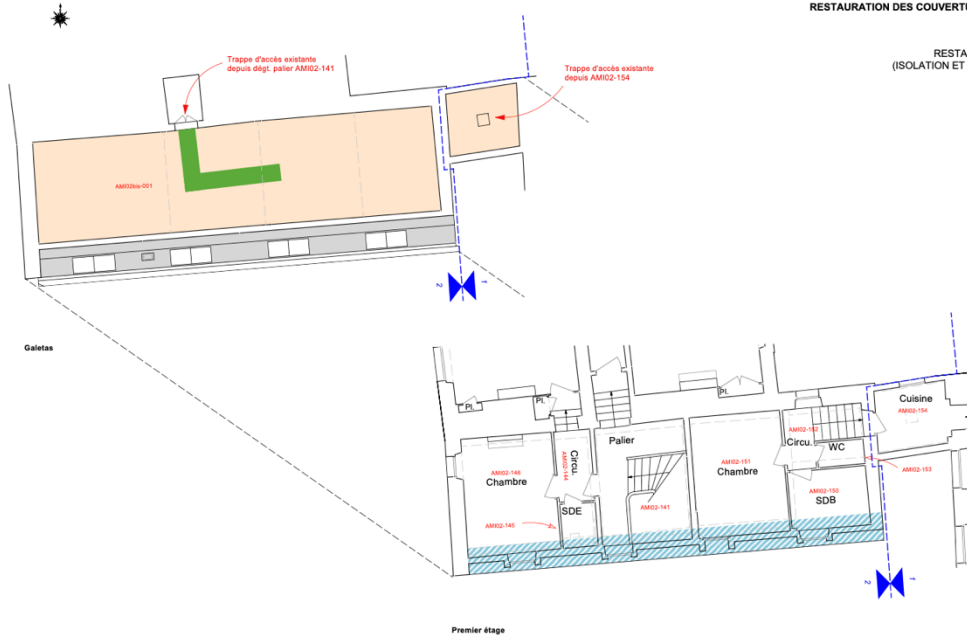 RESTAURATION DES COUVERTU
RESTA
(ISOLATION ET
Trappe d'accès existante
depuis dégt. palier AMI02-141
Trappe d'accès existante
depuis AMI02-154
AMI02bis-001
1
2
Galetas
Pl.
Pl.
Pl.
Cuisine
AMI02-154
Palier
AMI02-152
Circu.
WC
AMI02-153
AMI02-146
Chambre
Circu.
AMI02-144
AMI02-151
Chambre
AMI02-150
SDB
SDE
AMI02-141
AMI02-145
1
2
Premier étage